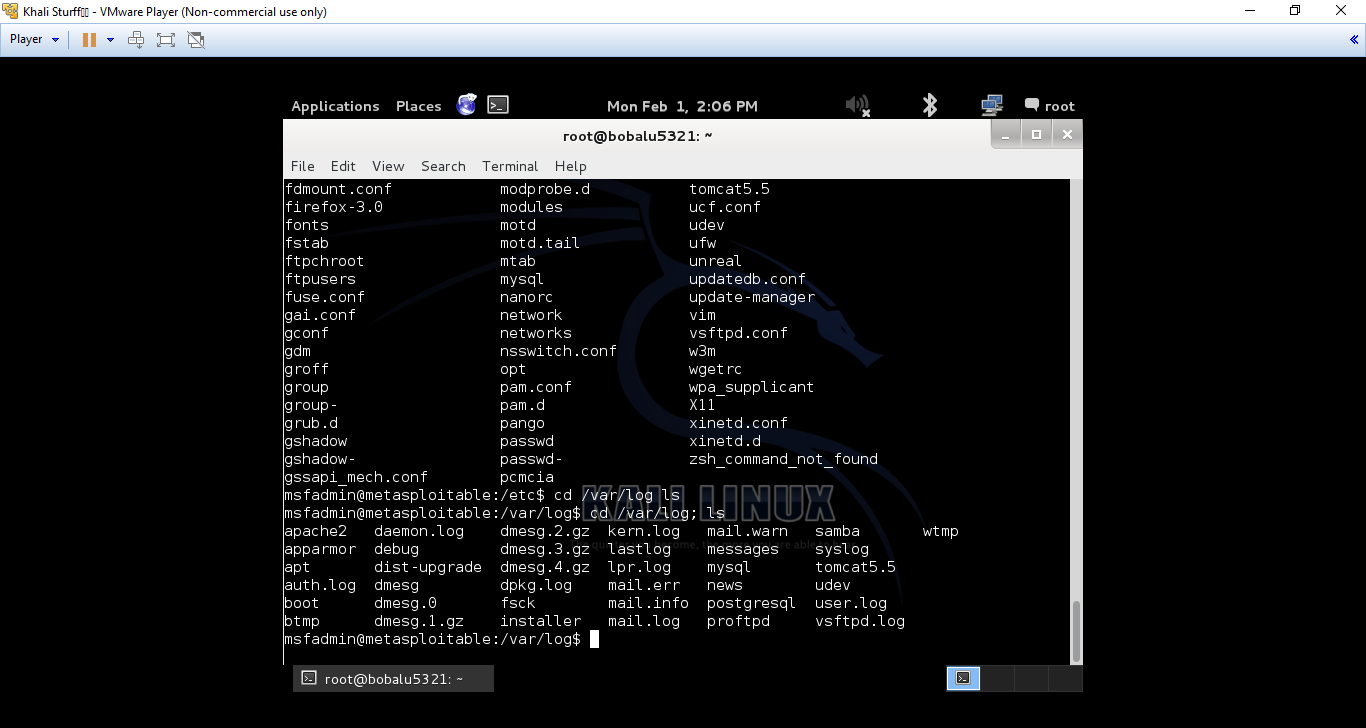 Khali Sturff - VMware Player (Non-commercial use only)
Player
Applications Places Mon Feb 1, 2:06 PM root
root@bobalu5321: ~
File Edit View Search Terminal Help
fdmount.conf modprobe.d tomcat5.5
firefox-3.0 modules ucf.conf
fonts motd udev
fstab motd.tail ufw
ftpchroot mtab unreal
ftpusers mysql updatedb.conf
fuse.conf nanorc update-manager
gai.conf network vim
gconf networks vsftpd.conf
gdm nsswitch.conf w3m
groff opt wgetrc
group pam.conf wpa_supplicant
group- pam.d X11
grub.d pango xinetd.conf
gshadow passwd xinetd.d
gshadow- passwd- zsh_command_not_found
gssapi_mech.conf pcmcia
msfadmin@metasploitable:/etc$ cd /var/log ls
KALI LINUX
msfadmin@metasploitable:/var/log$ cd /var/log; ls
apache2 daemon.log dmesg.2.gz kern.log mail.warn samba wtmp
apparmor debug dmesg.3.gz lastlog messages syslog
apt dist-upgrade dmesg.4.gz lpr.log mysql tomcat5.5
auth.log dmesg dpkg.log mail.err news udev
boot dmesg.0 fsck mail.info postgresql user.log
btmp dmesg.1.gz installer mail.log proftpd vsftpd.log
msfadmin@metasploitable:/var/log$
root@bobalu5321: ~